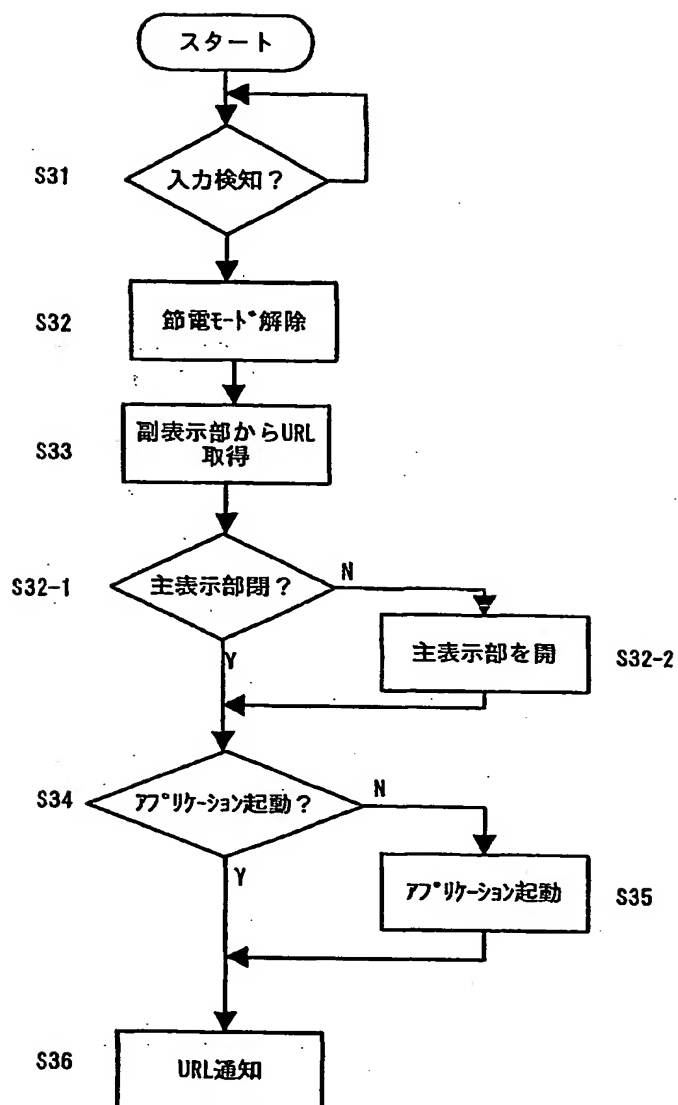 スタート
S31
入力検知？
S32
節電モード解除
S33
副表示部からURL
取得
S32-1
主表示部閉？
N
Y
主表示部を開
S32-2
S34
アプリケーション起動？
N
Y
アプリケーション起動
S35
S36
URL通知